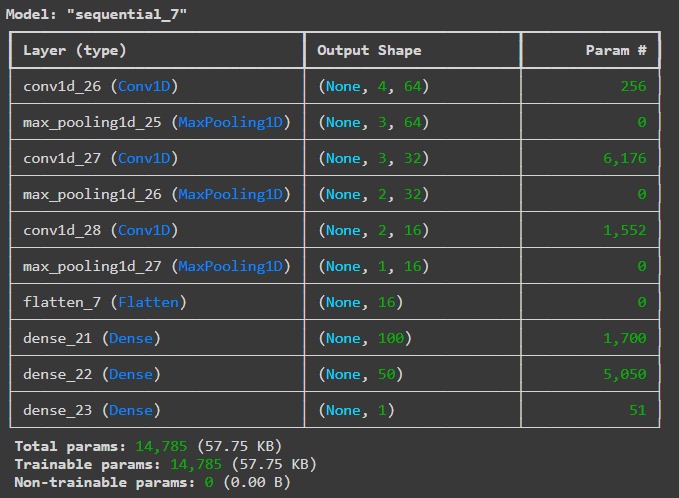 Model: "sequential_7"
Layer (type) Output Shape Param #
conv1d_26 (Conv1D) (None, 4, 64) 256
max_pooling1d_25 (MaxPooling1D) (None, 3, 64) 0
conv1d_27 (Conv1D) (None, 3, 32) 6,176
max_pooling1d_26 (MaxPooling1D) (None, 2, 32) 0
conv1d_28 (Conv1D) (None, 2, 16) 1,552
max_pooling1d_27 (MaxPooling1D) (None, 1, 16) 0
flatten_7 (Flatten) (None, 16) 0
dense_21 (Dense) (None, 100) 1,700
dense_22 (Dense) (None, 50) 5,050
dense_23 (Dense) (None, 1) 51
Total params: 14,785 (57.75 KB)
Trainable params: 14,785 (57.75 KB)
Non-trainable params: 0 (0.00 B)